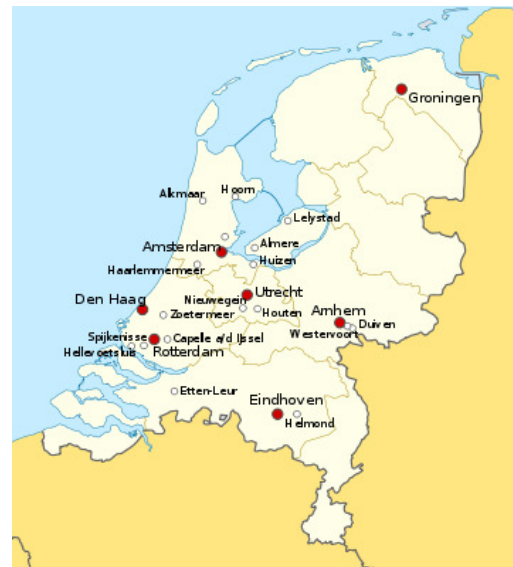 Groningen
Alkmaar
Hoorn
Lelystad
Amsterdam
Almere
Huizen
Haarlemmermeer
Den Haag
Nieuwegein
Utrecht
Zoetermeer
Houten
Arnhem
Duiven
Westervoort
Spijkenisse
Capelle a/d IJssel
Hellevoetsluis
Rotterdam
Etten-Leur
Eindhoven
Helmond